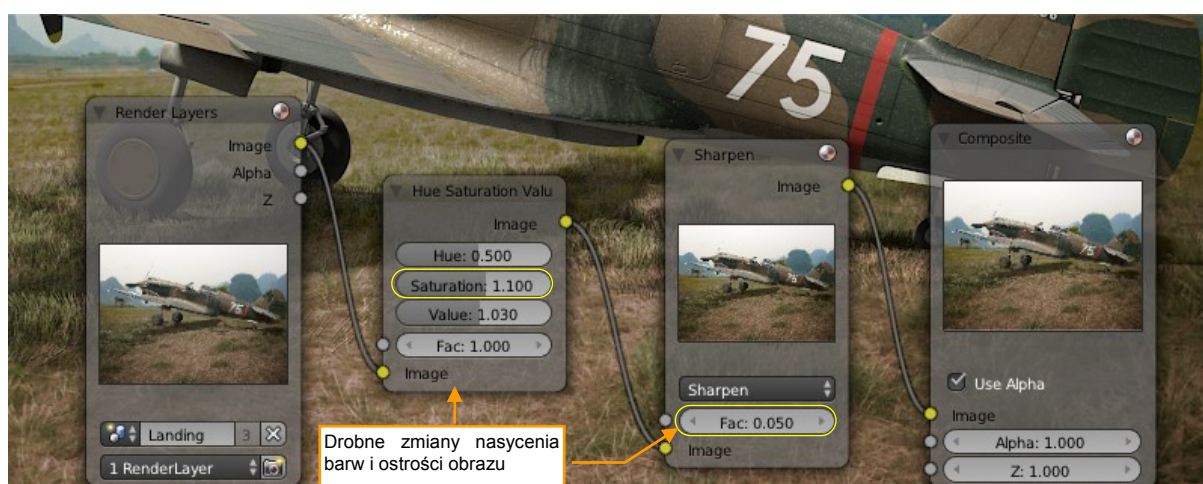 75
Render Layers
Image
Alpha
Z
Landing
3
1 RenderLayer
Hue Saturation Valu
Image
Hue: 0.500
Saturation: 1.100
Value: 1.030
Fac: 1.000
Image
Drobne zmiany nasycenia
barw i ostrości obrazu
Sharpen
Image
75
Sharpen
Fac: 0.050
Image
Composite
75
Use Alpha
Image
Alpha: 1.000
Z: 1.000